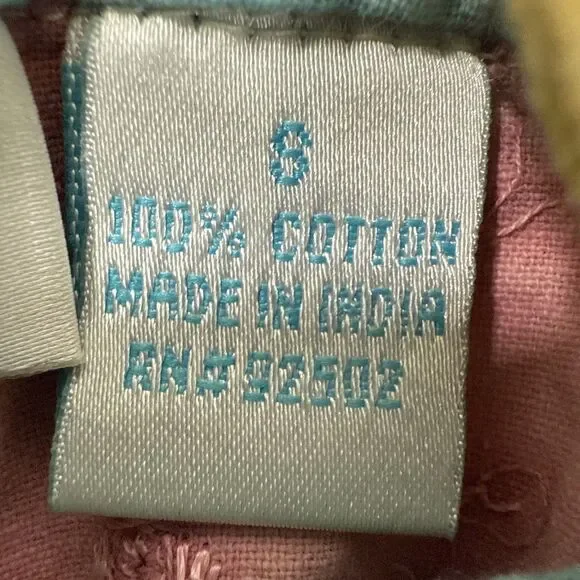 8
100% COTTON
MADE IN INDIA
RN#92502